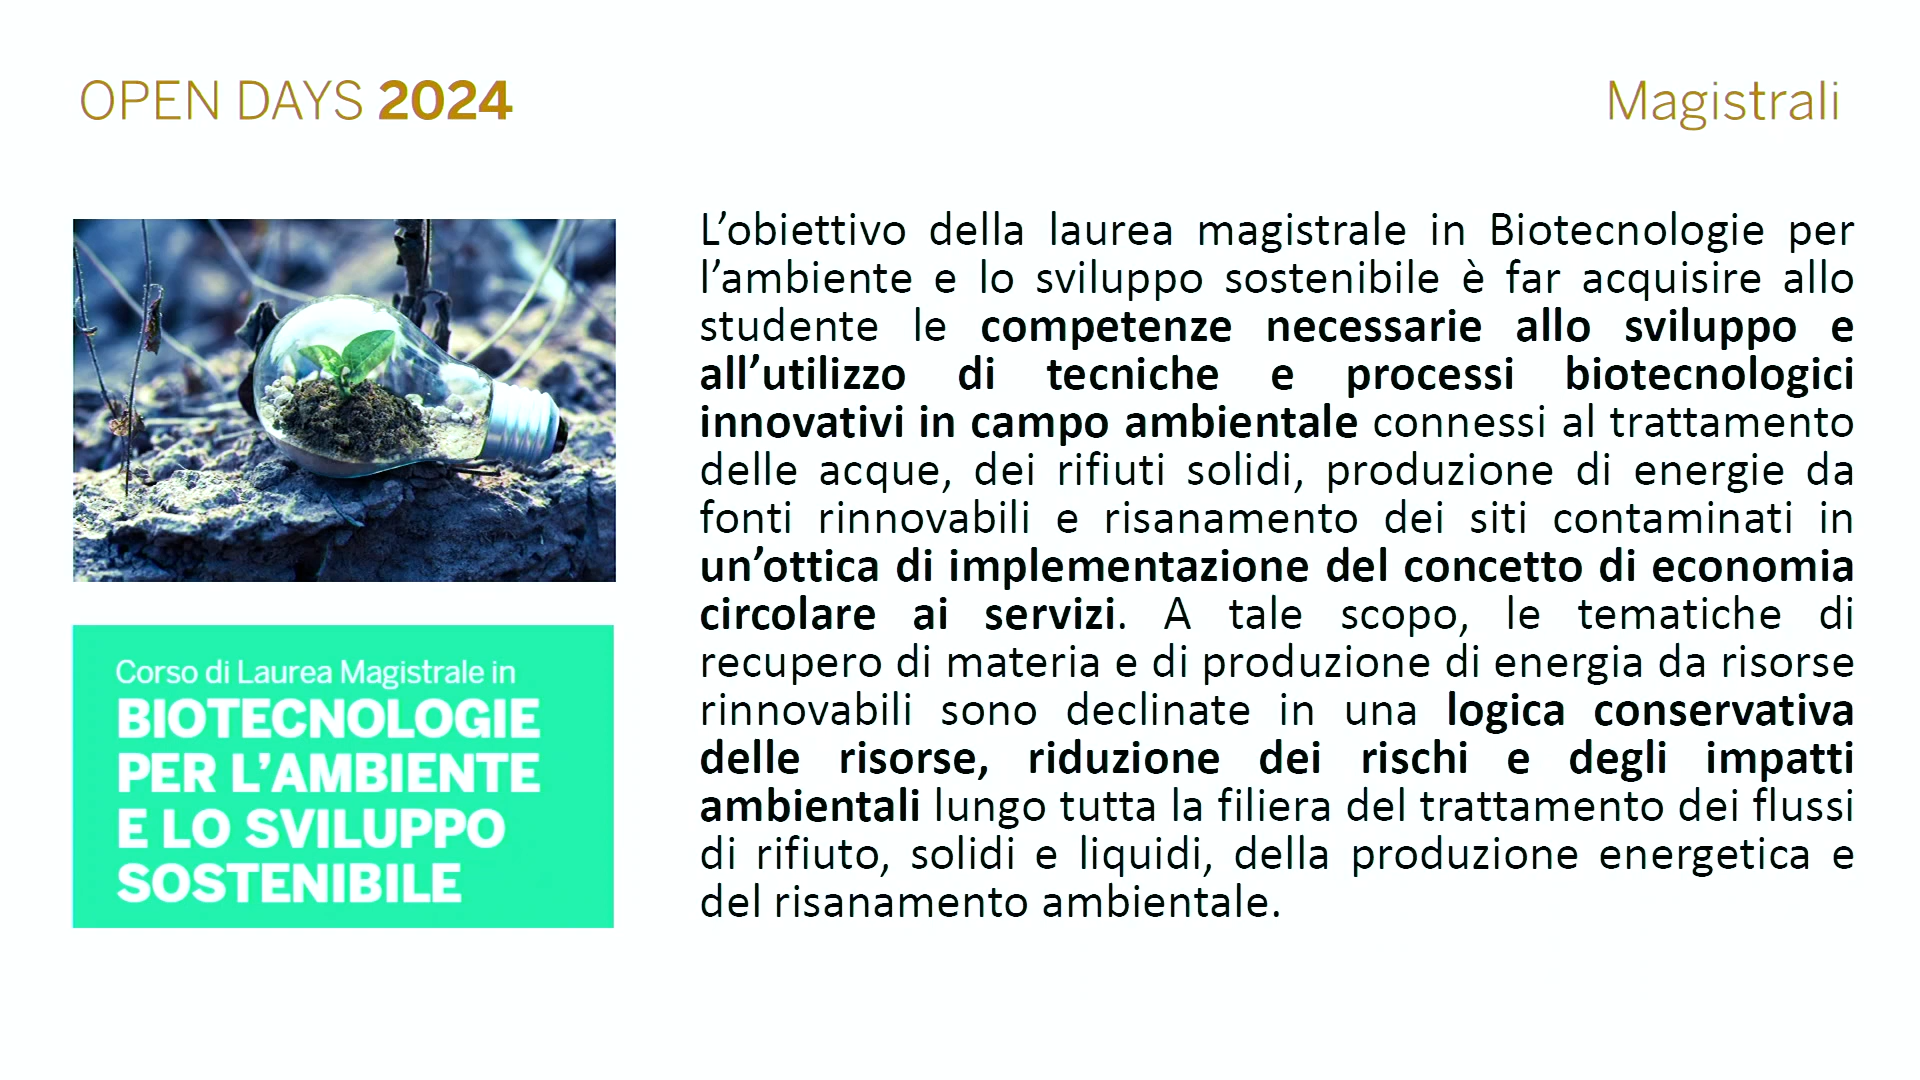 OPEN DAYS 2024
Magistrali
L’obiettivo della laurea magistrale in Biotecnologie per
l’ambiente e lo sviluppo sostenibile è far acquisire allo
studente le competenze necessarie allo sviluppo e
all’utilizzo di tecniche e processi biotecnologici
innovativi in campo ambientale connessi al trattamento
delle acque, dei rifiuti solidi, produzione di energie da
fonti rinnovabili e risanamento dei siti contaminati in
un’ottica di implementazione del concetto di economia
circolare ai servizi. A tale scopo, le tematiche di
recupero di materia e di produzione di energia da risorse
rinnovabili sono declinate in una logica conservativa
delle risorse, riduzione dei rischi e degli impatti
ambientali lungo tutta la filiera del trattamento dei flussi
di rifiuto, solidi e liquidi, della produzione energetica e
del risanamento ambientale.
Corso di Laurea Magistrale in
BIOTECNOLOGIE
PER L’AMBIENTE
E LO SVILUPPO
SOSTENIBILE